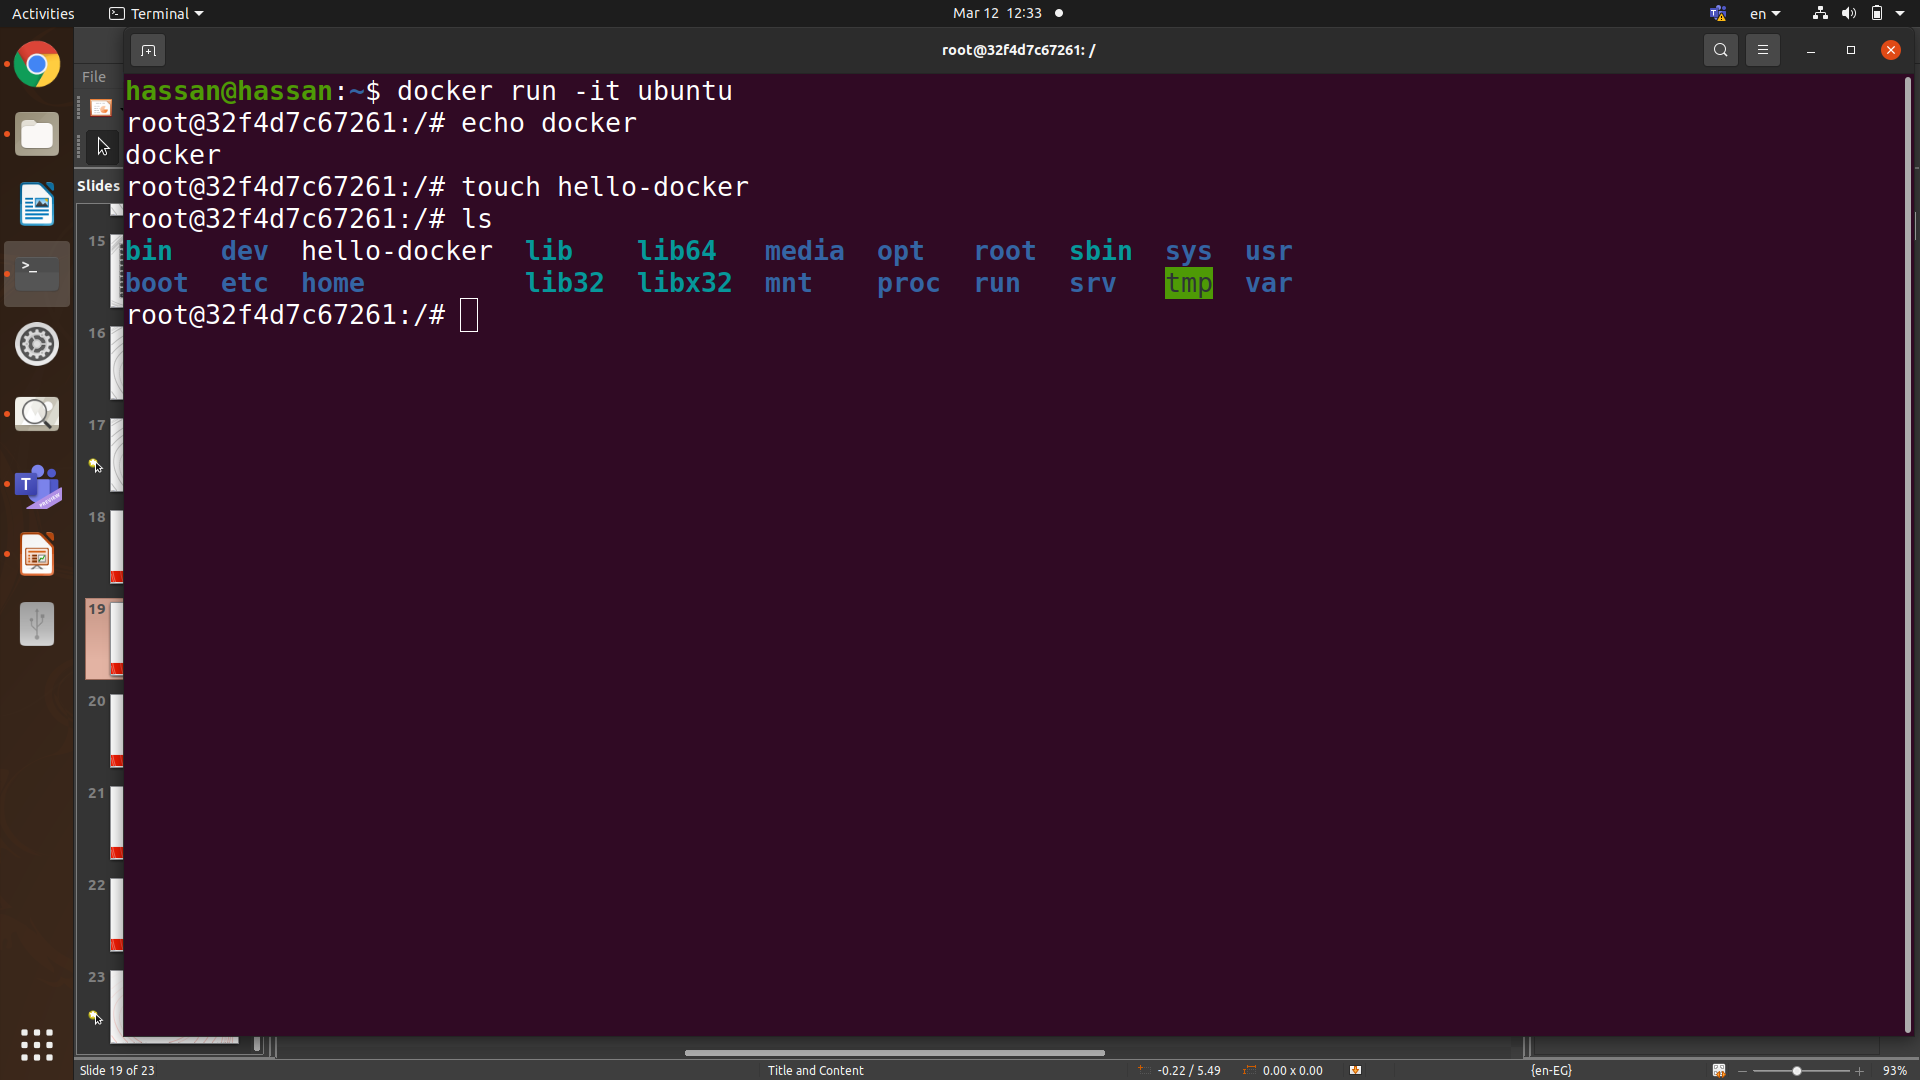 Activities Terminal Mar 12 12:33 en
root@32f4d7c67261: /
File
hassan@hassan:~$ docker run -it ubuntu
root@32f4d7c67261:/# echo docker
docker
root@32f4d7c67261:/# touch hello-docker
root@32f4d7c67261:/# ls
bin dev hello-docker lib lib64 media opt root sbin sys usr
boot etc home lib32 libx32 mnt proc run srv tmp var
root@32f4d7c67261:/#
Slides
15
16
17
18
19
20
21
22
23
Slide 19 of 23 Title and Content -0.22 / 5.49 0.00 x 0.00 {en-EG} 93%